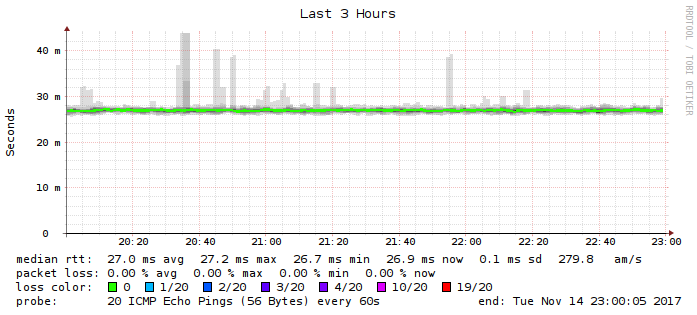 Last 3 Hours
RRDTOOL / TOBI OETIKER
Seconds
40 m
30 m
20 m
10 m
0
20:20 20:40 21:00 21:20 21:40 22:00 22:20 22:40 23:00
median rtt: 27.0 ms avg 27.2 ms max 26.7 ms min 26.9 ms now 0.1 ms sd 279.8 am/s
packet loss: 0.00 % avg 0.00 % max 0.00 % min 0.00 % now
loss color: 0 1/20 2/20 3/20 4/20 10/20 19/20
probe: 20 ICMP Echo Pings (56 Bytes) every 60s end: Tue Nov 14 23:00:05 2017